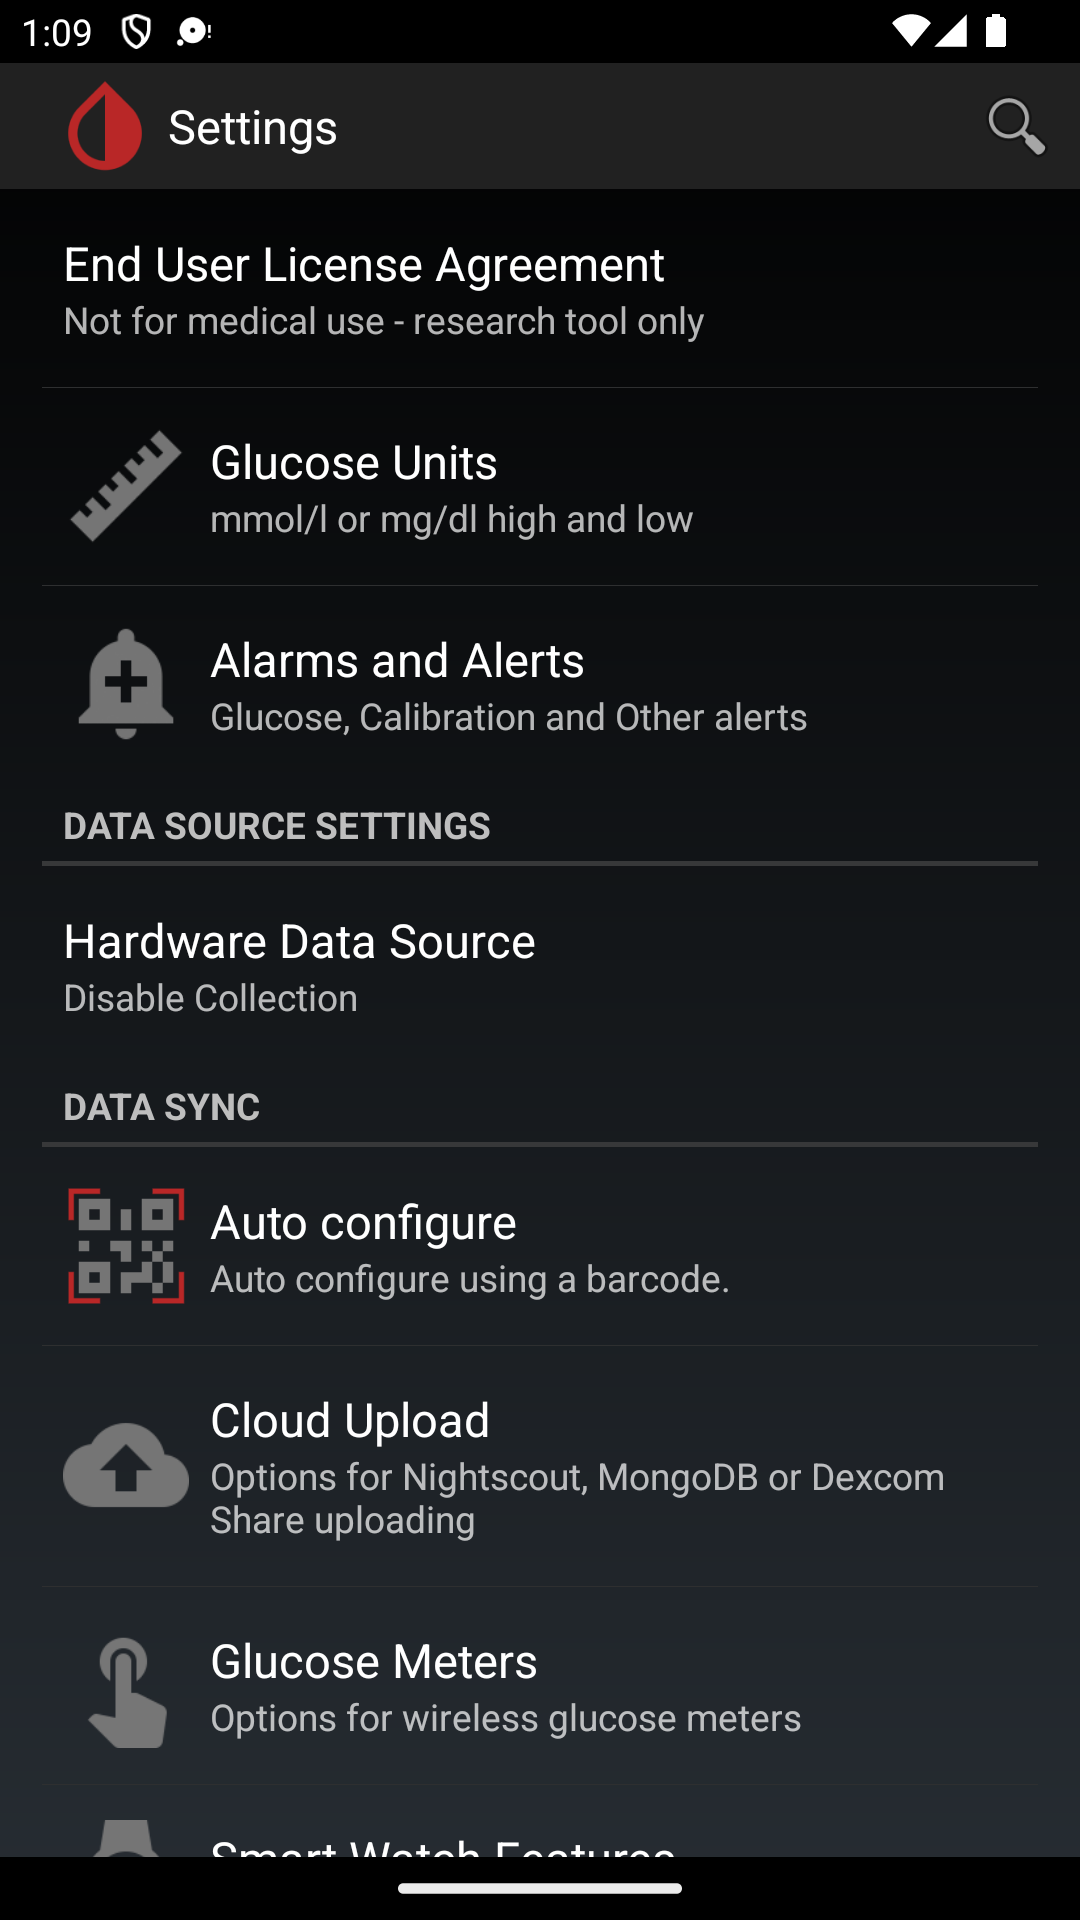 1:09
Settings
End User License Agreement
Not for medical use - research tool only
Glucose Units
mmol/l or mg/dl high and low
Alarms and Alerts
Glucose, Calibration and Other alerts
DATA SOURCE SETTINGS
Hardware Data Source
Disable Collection
DATA SYNC
Auto configure
Auto configure using a barcode.
Cloud Upload
Options for Nightscout, MongoDB or Dexcom
Share uploading
Glucose Meters
Options for wireless glucose meters
Smart Watch Features